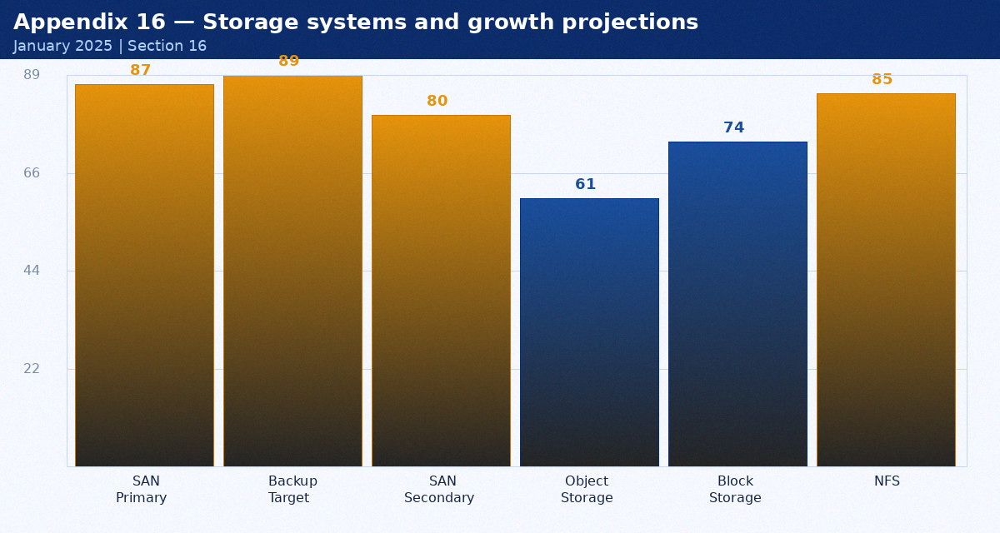 Appendix 16 — Storage systems and growth projections
January 2025 | Section 16
89
66
44
22
87
89
80
61
74
85
SAN
Primary
Backup
Target
SAN
Secondary
Object
Storage
Block
Storage
NFS